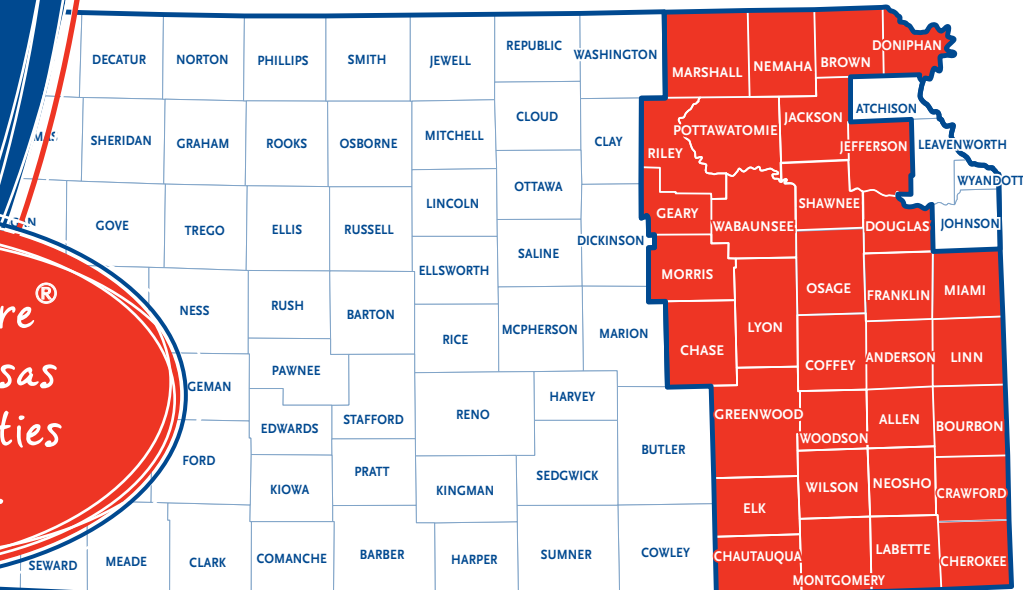 DECATUR
NORTON
PHILLIPS
SMITH
JEWELL
REPUBLIC
WASHINGTON
MARSHALL
NEMAHA
BROWN
DONIPHAN
SHERIDAN
GRAHAM
ROOKS
OSBORNE
MITCHELL
CLOUD
CLAY
RILEY
POTTAWATOMIE
JACKSON
ATCHISON
JEFFERSON
LEAVENWORTH
WYANDOTT
GOVE
TREGO
ELLIS
RUSSELL
LINCOLN
OTTAWA
SALINE
DICKINSON
GEARY
WABAUNSEE
SHAWNEE
DOUGLAS
JOHNSON
re®
sas
ties
.
NESS
RUSH
BARTON
ELLSWORTH
RICE
MCPHERSON
MARION
MORRIS
CHASE
LYON
OSAGE
FRANKLIN
MIAMI
COFFEY
ANDERSON
LINN
GEMAN
PAWNEE
EDWARDS
STAFFORD
RENO
HARVEY
BUTLER
GREENWOOD
WOODSON
ALLEN
BOURBON
FORD
KIOWA
PRATT
KINGMAN
SEDGWICK
ELK
WILSON
NEOSHO
CRAWFORD
SEWARD
MEADE
CLARK
COMANCHE
BARBER
HARPER
SUMNER
COWLEY
CHAUTAUQUA
MONTGOMERY
LABETTE
CHEROKEE